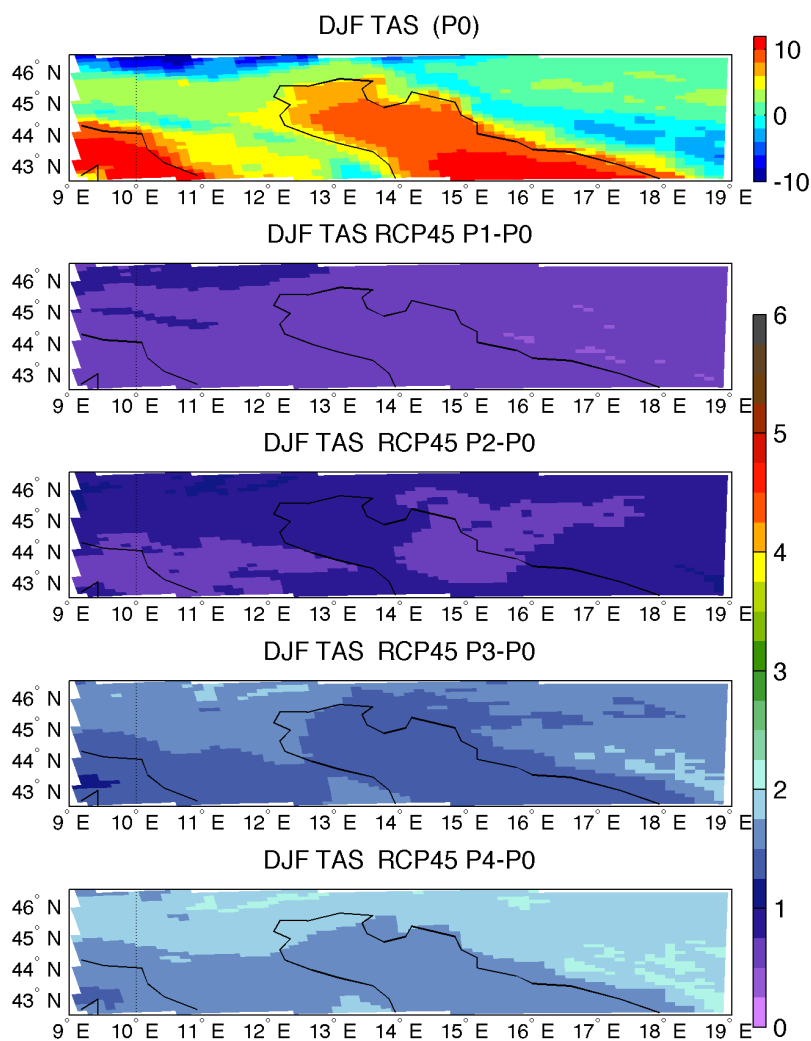 DJF TAS (P0)
46° N
45° N
44° N
43° N
9° E 10° E 11° E 12° E 13° E 14° E 15° E 16° E 17° E 18° E 19° E
10
0
-10
DJF TAS RCP45 P1-P0
46° N
45° N
44° N
43° N
9° E 10° E 11° E 12° E 13° E 14° E 15° E 16° E 17° E 18° E 19° E
DJF TAS RCP45 P2-P0
46° N
45° N
44° N
43° N
9° E 10° E 11° E 12° E 13° E 14° E 15° E 16° E 17° E 18° E 19° E
DJF TAS RCP45 P3-P0
46° N
45° N
44° N
43° N
9° E 10° E 11° E 12° E 13° E 14° E 15° E 16° E 17° E 18° E 19° E
DJF TAS RCP45 P4-P0
46° N
45° N
44° N
43° N
9° E 10° E 11° E 12° E 13° E 14° E 15° E 16° E 17° E 18° E 19° E
6
5
4
3
2
1
0